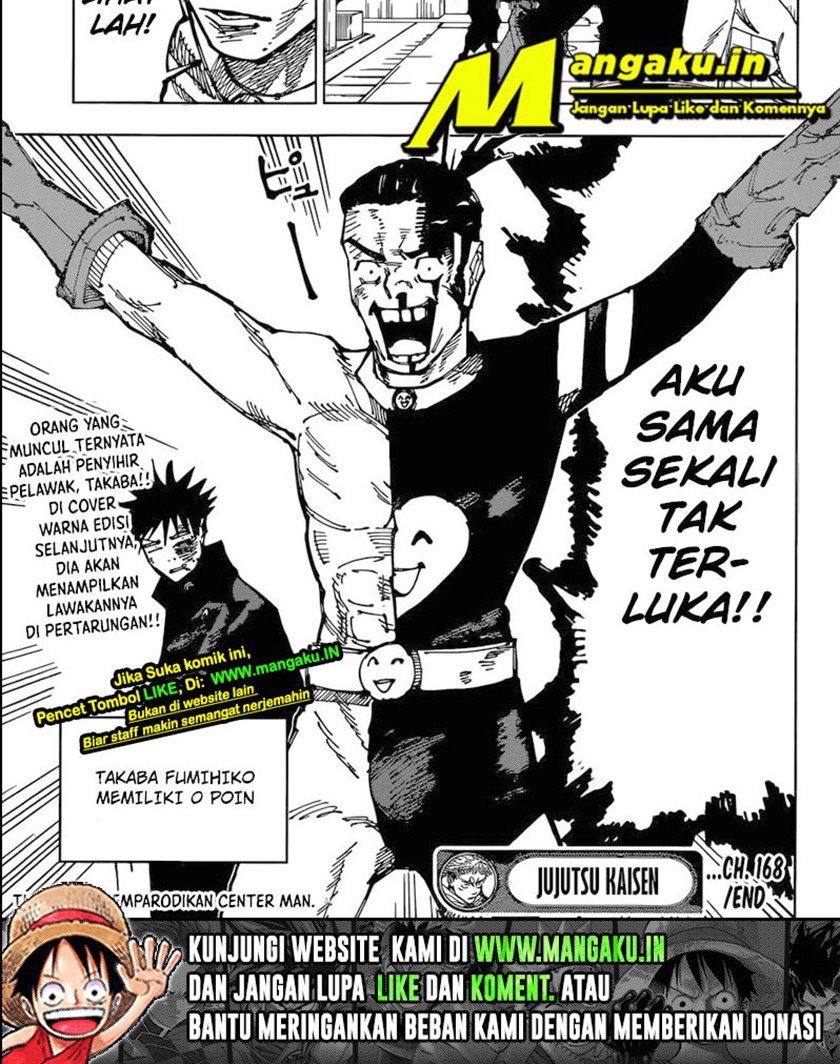 LAH!
Mangaku.in
Jangan Lupa Like dan Komennya
AKU
SAMA
SEKALI
TAK
TER-
LUKA!!
ORANG YANG
MUNCUL TERNYATA
ADALAH PENYIHIR
PELAWAK, TAKABA!!
DI COVER
WARNA EDISI
SELANJUTNYA,
DIA AKAN
MENAMPILKAN
LAWAKANNYA
DI PERTARUNGAN!!
Jika Suka komik ini,
Pencet Tombol LIKE, Di: WWW.mangaku.IN
Bukan di website lain
Biar staff makin semangat nerjemahin
TAKABA FUMIHIKO
MEMILIKI 0 POIN
JUJUTSU KAISEN
...CH. 168
/END
CENTER MAN.
KUNJUNGI WEBSITE KAMI DI WWW.MANGAKU.IN
DAN JANGAN LUPA LIKE DAN KOMENT. ATAU
BANTU MERINGANKAN BEBAN KAMI DENGAN MEMBERIKAN DONASI